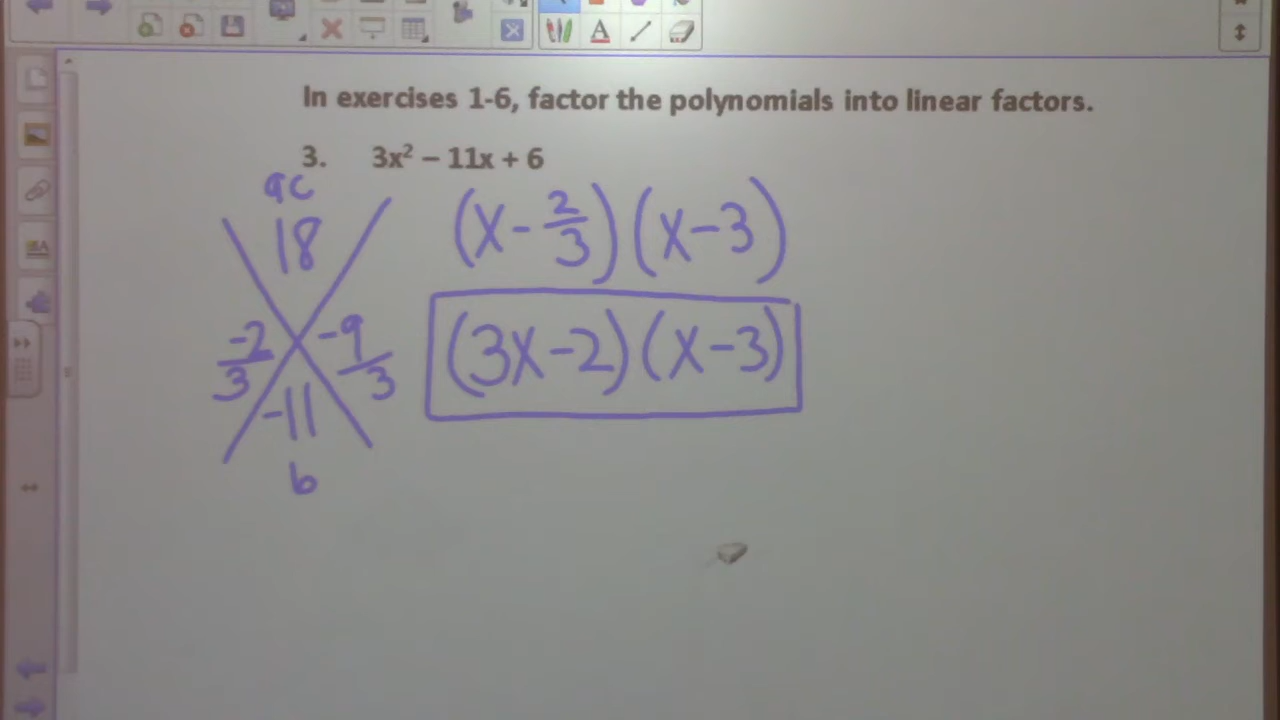 In exercises 1-6, factor the polynomials into linear factors.
3. 3x² – 11x + 6
ac
18
-2/3 -9/3
-11
b
(x - 2/3)(x - 3)
(3x - 2)(x - 3)